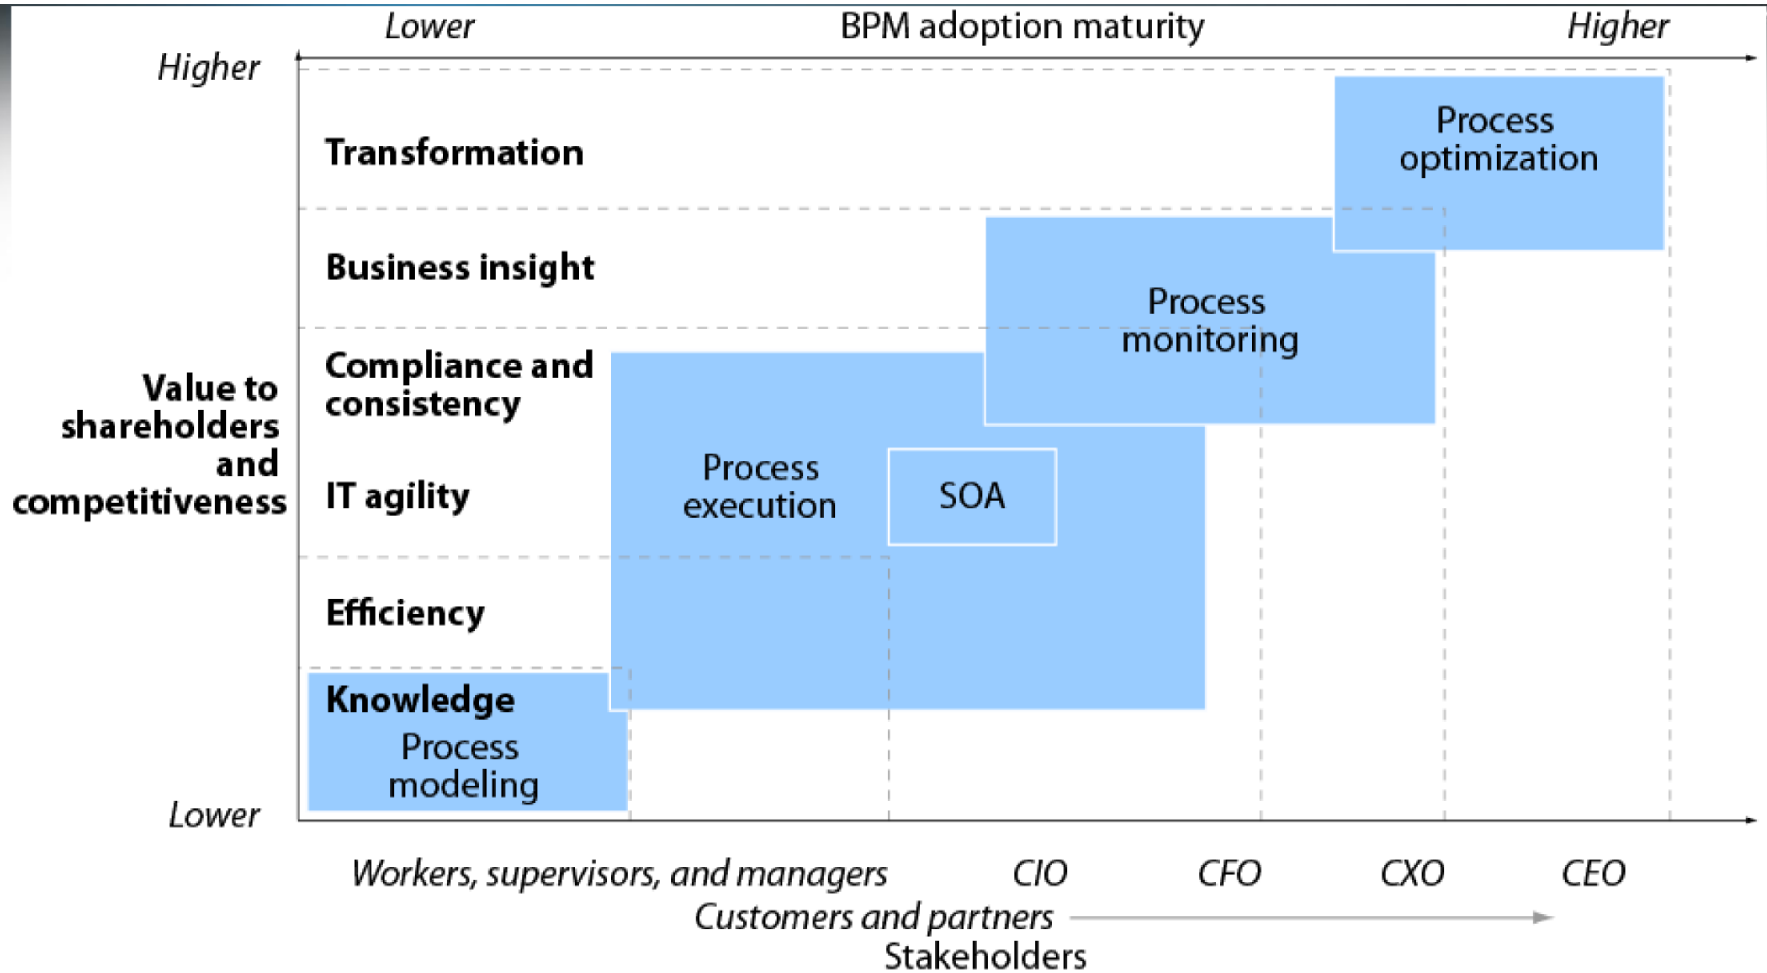 Lower BPM adoption maturity Higher
Higher
Process
optimization
Transformation
Business insight
Process
monitoring
Compliance and
consistency
Value to
shareholders
and
competitiveness
Process
execution
SOA
IT agility
Efficiency
Knowledge
Process
modeling
Lower
Workers, supervisors, and managers CIO CFO CXO CEO
Customers and partners
Stakeholders